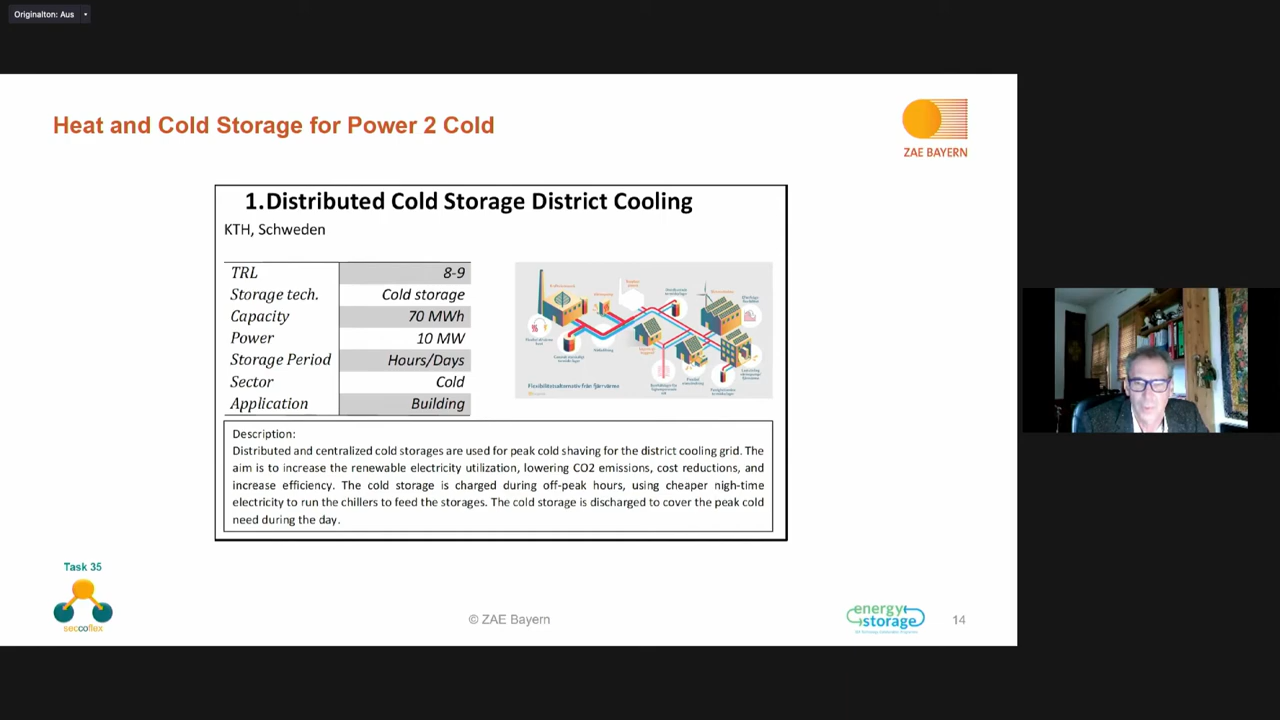 Originalton: Aus
Heat and Cold Storage for Power 2 Cold
ZAE BAYERN
1.Distributed Cold Storage District Cooling
KTH, Schweden
TRL 8-9
Storage tech. Cold storage
Capacity 70 MWh
Power 10 MW
Storage Period Hours/Days
Sector Cold
Application Building
Flexibilitetsalternativ från fjärrvärme
Description:
Distributed and centralized cold storages are used for peak cold shaving for the district cooling grid. The
aim is to increase the renewable electricity utilization, lowering CO2 emissions, cost reductions, and
increase efficiency. The cold storage is charged during off-peak hours, using cheaper nigh-time
electricity to run the chillers to feed the storages. The cold storage is discharged to cover the peak cold
need during the day.
Task 35
seccoflex
© ZAE Bayern
energy
storage
14